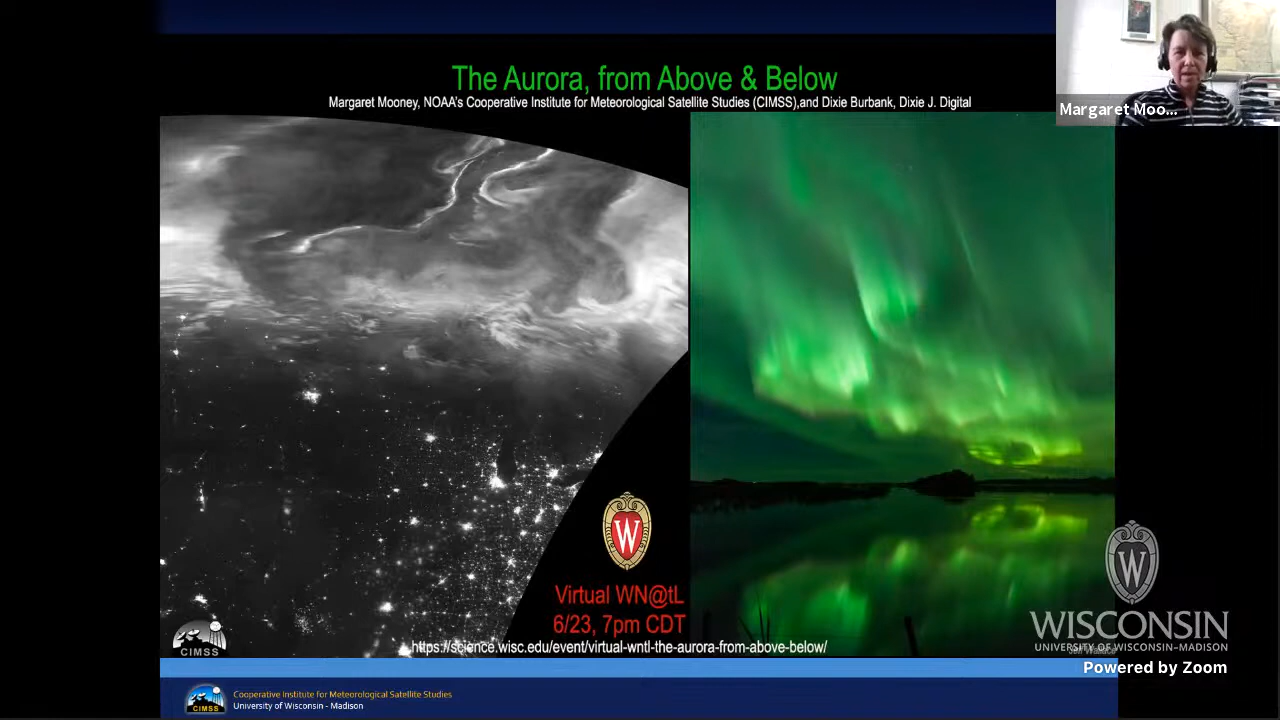 The Aurora, from Above & Below
Margaret Mooney, NOAA's Cooperative Institute for Meteorological Satellite Studies (CIMSS),and Dixie Burbank, Dixie J. Digital
Margaret Moo...
W
Virtual WN@tL
6/23, 7pm CDT
https://science.wisc.edu/event/virtual-wntl-the-aurora-from-above-below/
CIMSS
W
WISCONSIN
UNIVERSITY OF WISCONSIN–MADISON
Powered by Zoom
CIMSS
Cooperative Institute for Meteorological Satellite Studies
University of Wisconsin - Madison